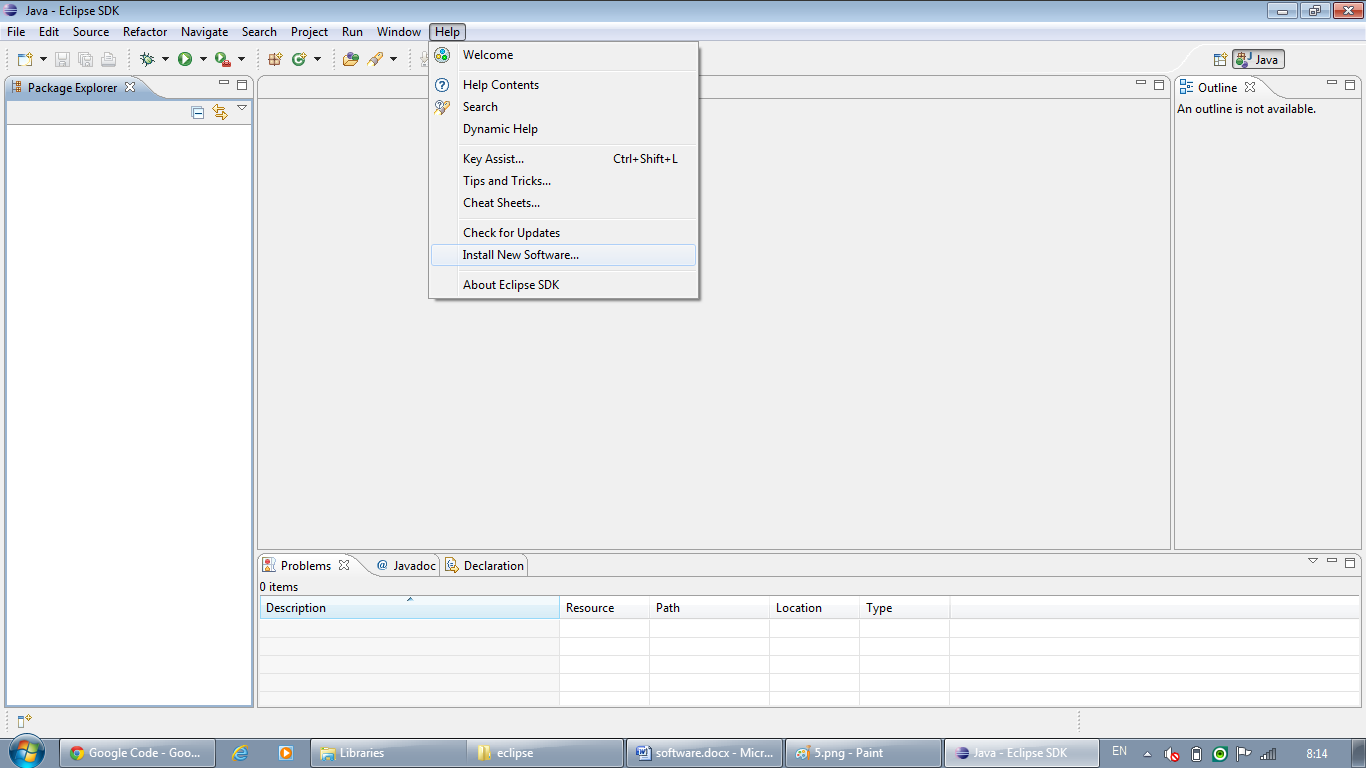 Java - Eclipse SDK
File Edit Source Refactor Navigate Search Project Run Window Help
Java
Welcome
Help Contents
Search
Dynamic Help
Key Assist... Ctrl+Shift+L
Tips and Tricks...
Cheat Sheets...
Check for Updates
Install New Software...
About Eclipse SDK
Package Explorer
Outline
An outline is not available.
Problems @ Javadoc Declaration
0 items
Description Resource Path Location Type
Google Code - Goo... Libraries eclipse software.docx - Micr... 5.png - Paint Java - Eclipse SDK EN 8:14